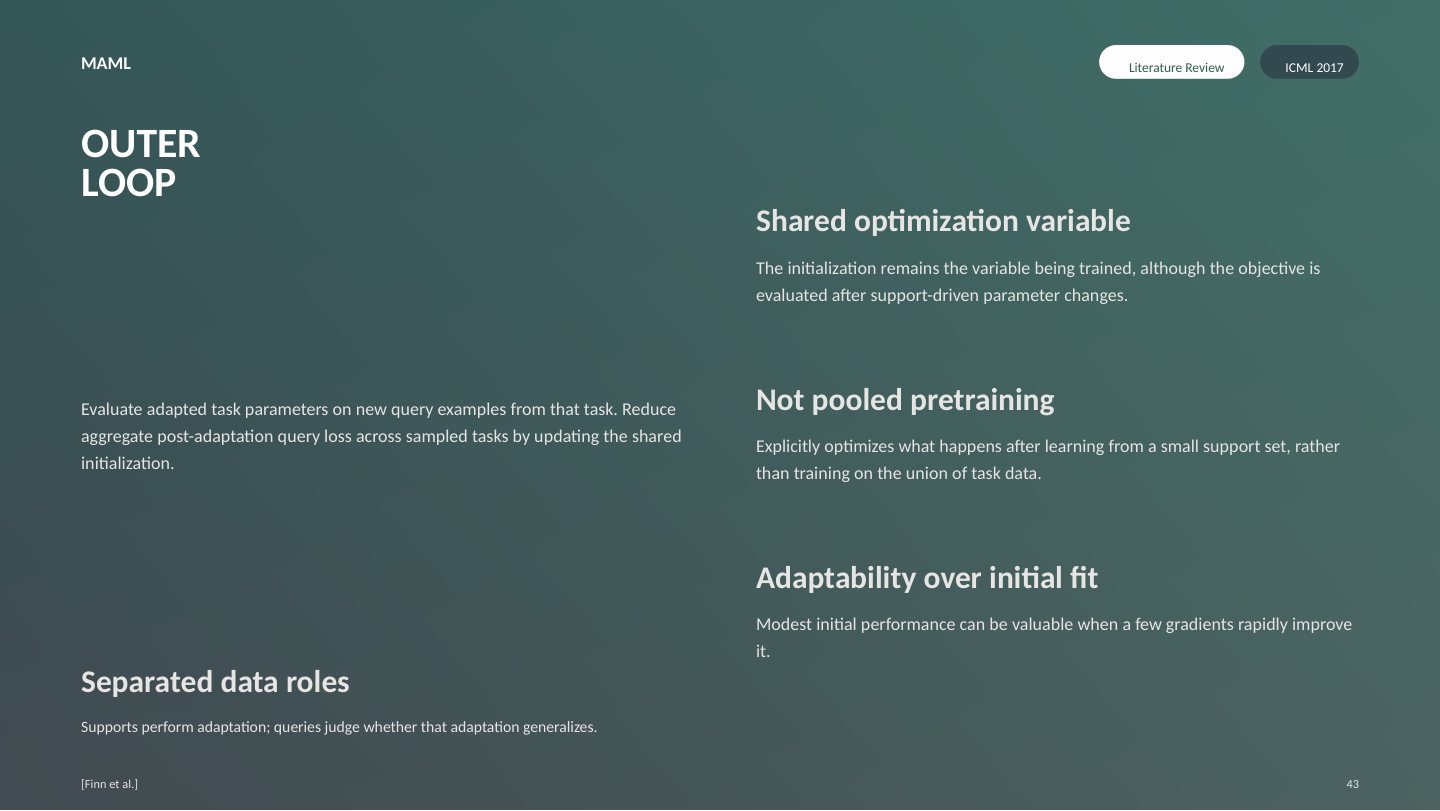 MAML
Literature Review
ICML 2017
OUTER
LOOP
Evaluate adapted task parameters on new query examples from that task. Reduce
aggregate post-adaptation query loss across sampled tasks by updating the shared
initialization.
Separated data roles
Supports perform adaptation; queries judge whether that adaptation generalizes.
Shared optimization variable
The initialization remains the variable being trained, although the objective is
evaluated after support-driven parameter changes.
Not pooled pretraining
Explicitly optimizes what happens after learning from a small support set, rather
than training on the union of task data.
Adaptability over initial fit
Modest initial performance can be valuable when a few gradients rapidly improve
it.
[Finn et al.]
43